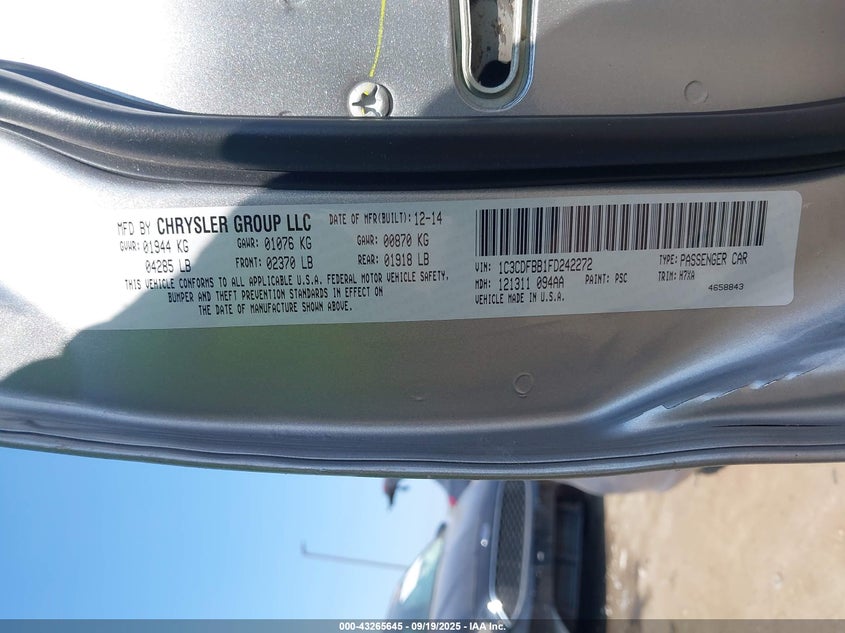 MFD BY CHRYSLER GROUP LLC DATE OF MFR(BUILT): 12-14
GVWR: 01944 KG GAWR: 01076 KG GAWR: 00870 KG
04285 LB FRONT: 02370 LB REAR: 01918 LB
THIS VEHICLE CONFORMS TO ALL APPLICABLE U.S.A. FEDERAL MOTOR VEHICLE SAFETY,
BUMPER AND THEFT PREVENTION STANDARDS IN EFFECT ON
THE DATE OF MANUFACTURE SHOWN ABOVE.
VIN: 1C3CDFBB1FD242272 TYPE: PASSENGER CAR
MDH: 121311 094AA PAINT: PSC TRIM: H7XA
VEHICLE MADE IN U.S.A. 4658843
000-43265645 - 09/19/2025 - IAA Inc.